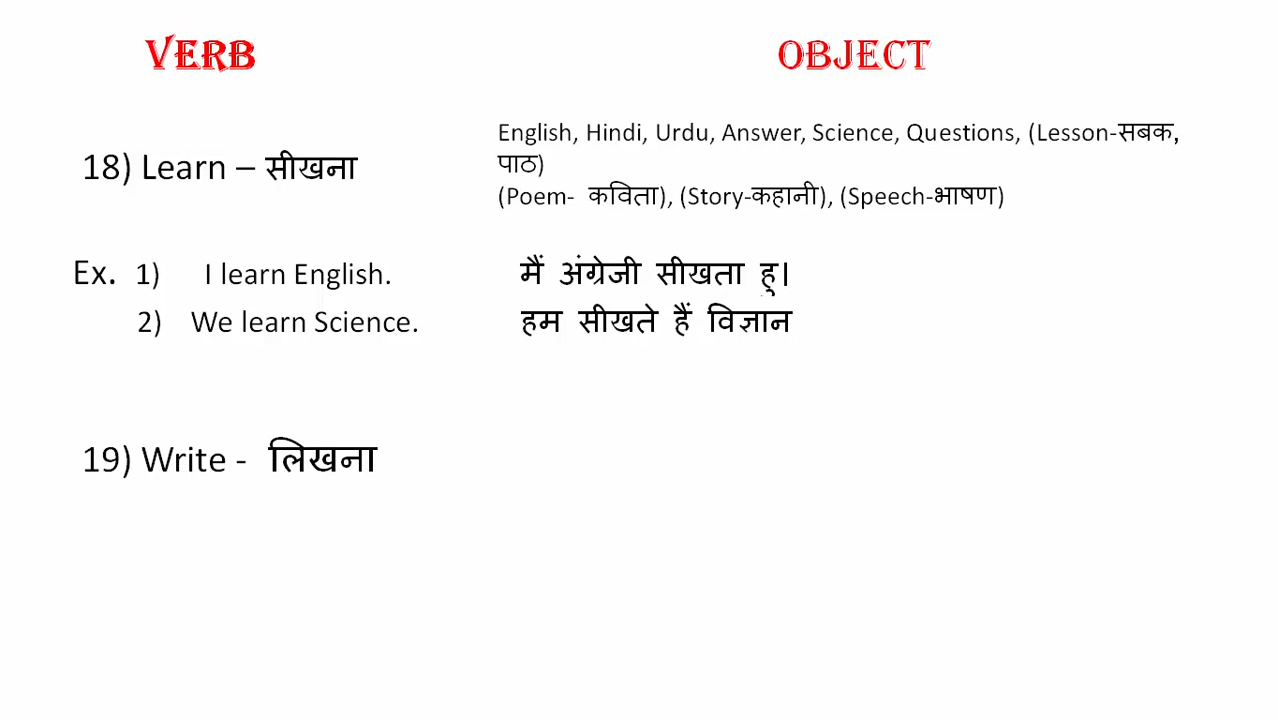 VERB OBJECT
English, Hindi, Urdu, Answer, Science, Questions, (Lesson-सबक,
18) Learn – सीखना
पाठ)
(Poem- कविता), (Story-कहानी), (Speech-भाषण)
Ex. 1) I learn English. मैं अंग्रेजी सीखता हू।
2) We learn Science. हम सीखते हैं विज्ञान
19) Write - लिखना